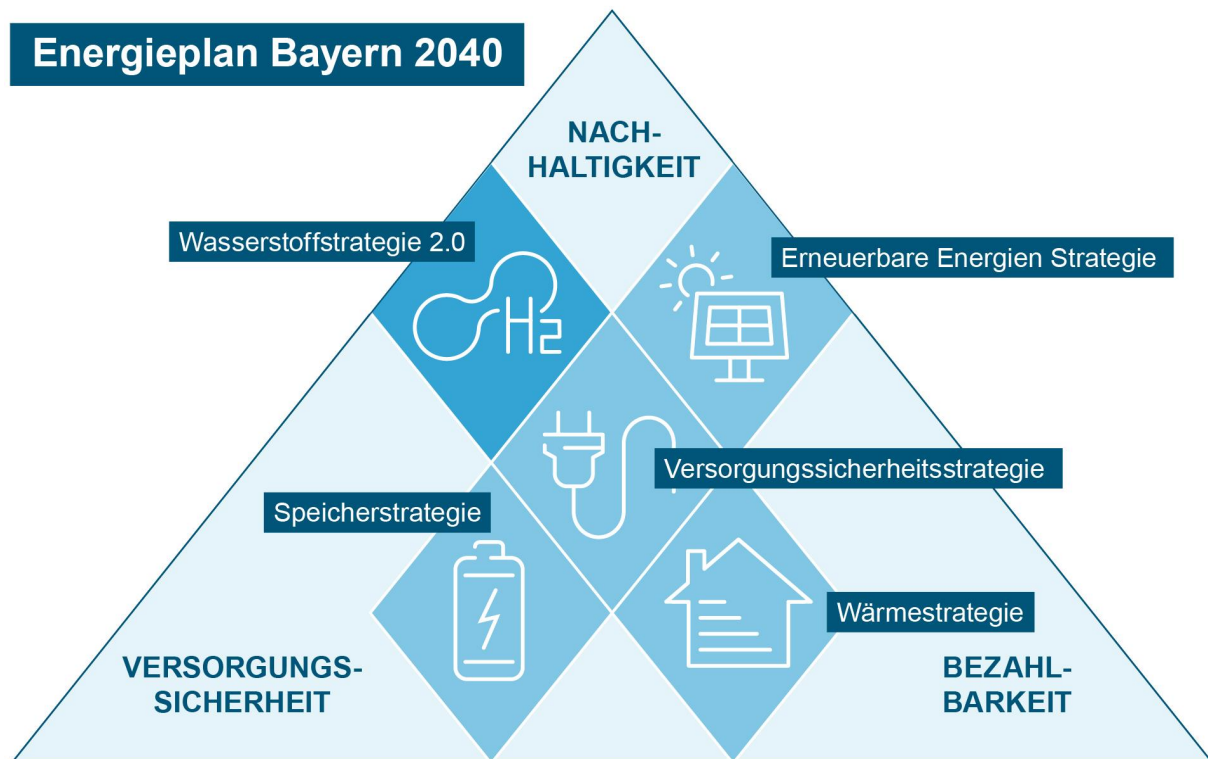 Energieplan Bayern 2040
NACH-
HALTIGKEIT
Wasserstoffstrategie 2.0
Erneuerbare Energien Strategie
H2
Versorgungssicherheitsstrategie
Speicherstrategie
Wärmestrategie
VERSORGUNGS-
SICHERHEIT
BEZAHL-
BARKEIT